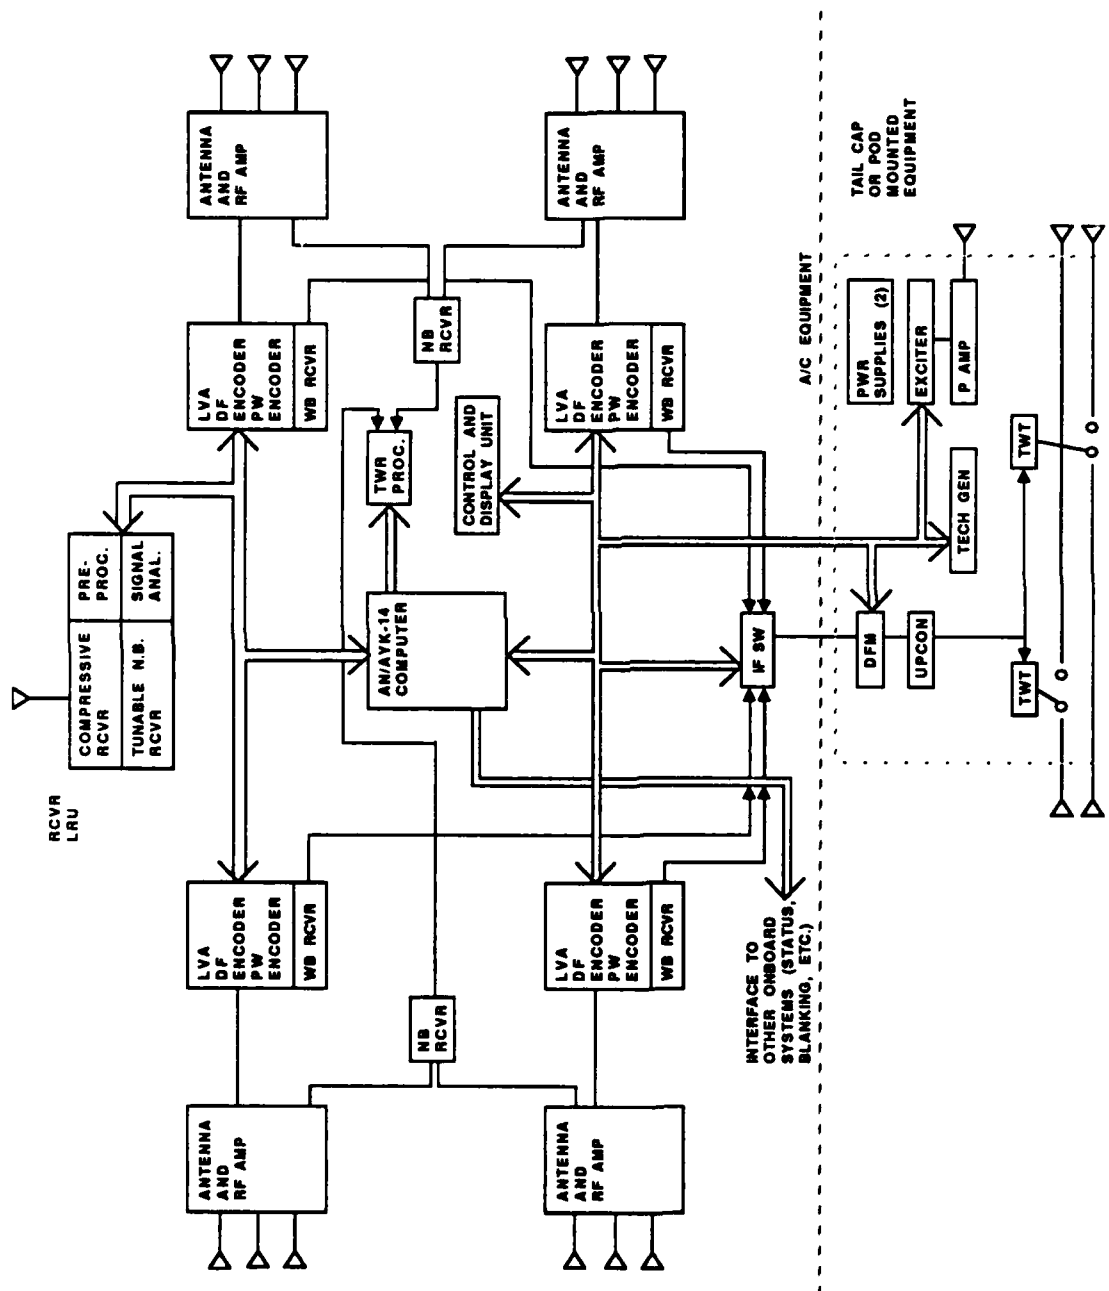 RCVR
LRU
COMPRESSIVE
RCVR
PRE-
PROC.
TUNABLE N.B.
RCVR
SIGNAL
ANAL.
ANTENNA
AND
RF AMP
LVA
DF
ENCODER
PW
ENCODER
WB RCVR
LVA
DF
ENCODER
PW
ENCODER
WB RCVR
ANTENNA
AND
RF AMP
NB
RCVR
AN/AYK-14
COMPUTER
TWR
PROC.
NB
RCVR
CONTROL AND
DISPLAY UNIT
ANTENNA
AND
RF AMP
LVA
DF
ENCODER
PW
ENCODER
WB RCVR
LVA
DF
ENCODER
PW
ENCODER
WB RCVR
ANTENNA
AND
RF AMP
INTERFACE TO
OTHER ONBOARD
SYSTEMS (STATUS,
BLANKING, ETC.)
IF SW
A/C EQUIPMENT
TAIL CAP
OR POD
MOUNTED
EQUIPMENT
DFM
UPCON
TECH GEN
PWR
SUPPLIES (2)
EXCITER
P AMP
TWT
TWT